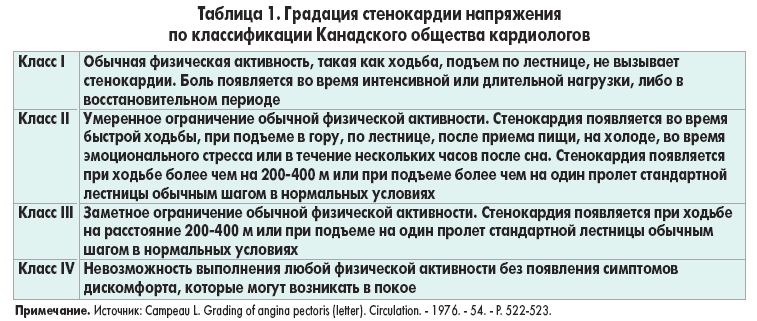 Таблица 1. Градация стенокардии напряжения
по классификации Канадского общества кардиологов
Класс I Обычная физическая активность, такая как ходьба, подъем по лестнице, не вызывает
стенокардии. Боль появляется во время интенсивной или длительной нагрузки, либо в
восстановительном периоде
Класс II Умеренное ограничение обычной физической активности. Стенокардия появляется во время
быстрой ходьбы, при подъеме в гору, по лестнице, после приема пищи, на холоде, во время
эмоционального стресса или в течение нескольких часов после сна. Стенокардия появляется
при ходьбе более чем на 200-400 м или при подъеме более чем на один пролет стандартной
лестницы обычным шагом в нормальных условиях
Класс III Заметное ограничение обычной физической активности. Стенокардия появляется при ходьбе
на расстояние 200-400 м или при подъеме на один пролет стандартной лестницы обычным
шагом в нормальных условиях
Класс IV Невозможность выполнения любой физической активности без появления симптомов
дискомфорта, которые могут возникать в покое
Примечание. Источник: Campeau L. Grading of angina pectoris (letter). Circulation. - 1976. - 54. - P. 522-523.